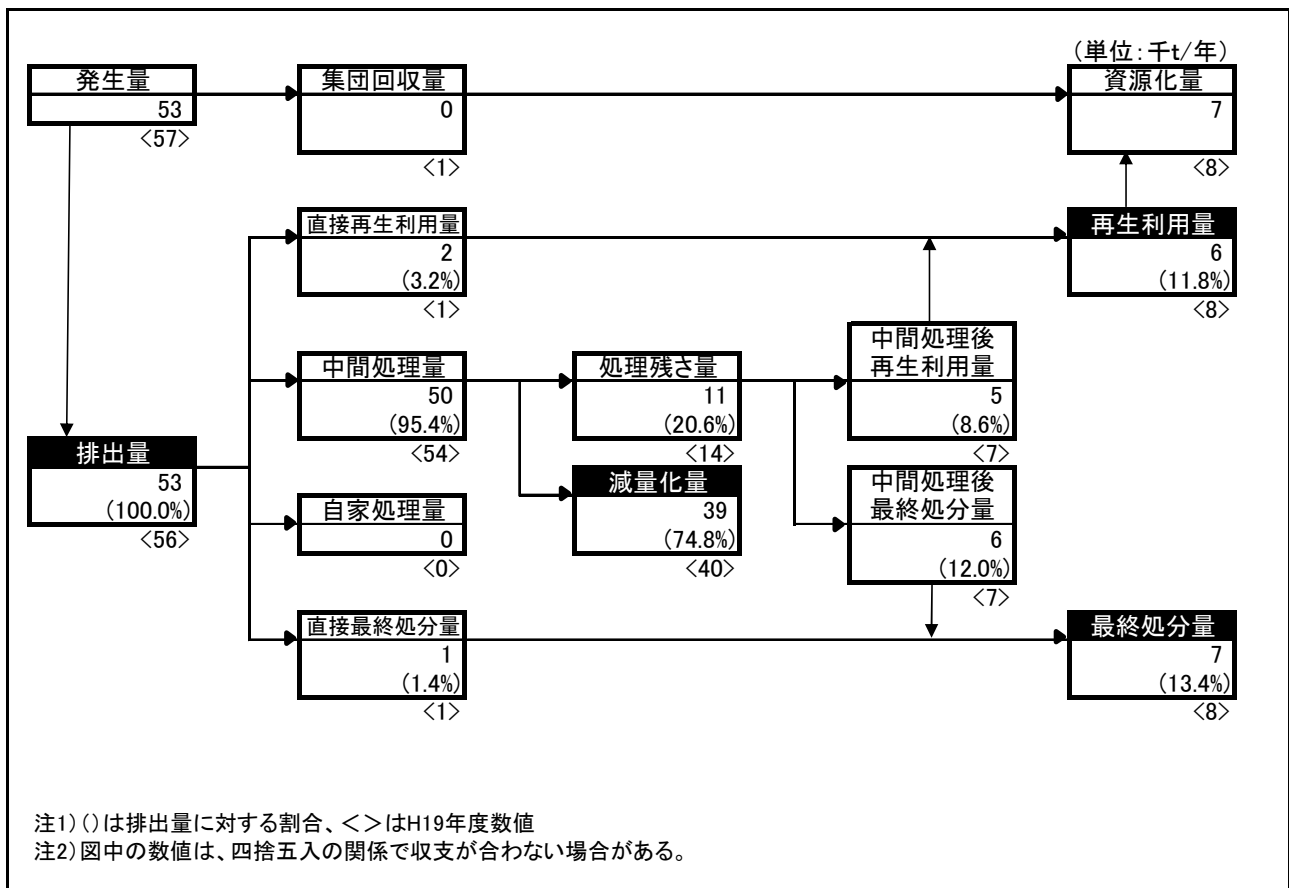 (単位:千t/年)
発生量
53
<57>
集団回収量
0
<1>
資源化量
7
<8>
直接再生利用量
2
(3.2%)
<1>
再生利用量
6
(11.8%)
<8>
中間処理量
50
(95.4%)
<54>
処理残さ量
11
(20.6%)
<14>
中間処理後
再生利用量
5
(8.6%)
<7>
排出量
53
(100.0%)
<56>
減量化量
39
(74.8%)
<40>
中間処理後
最終処分量
6
(12.0%)
<7>
自家処理量
0
<0>
直接最終処分量
1
(1.4%)
<1>
最終処分量
7
(13.4%)
<8>
注1)()は排出量に対する割合、<>はH19年度数値
注2)図中の数値は、四捨五入の関係で収支が合わない場合がある。